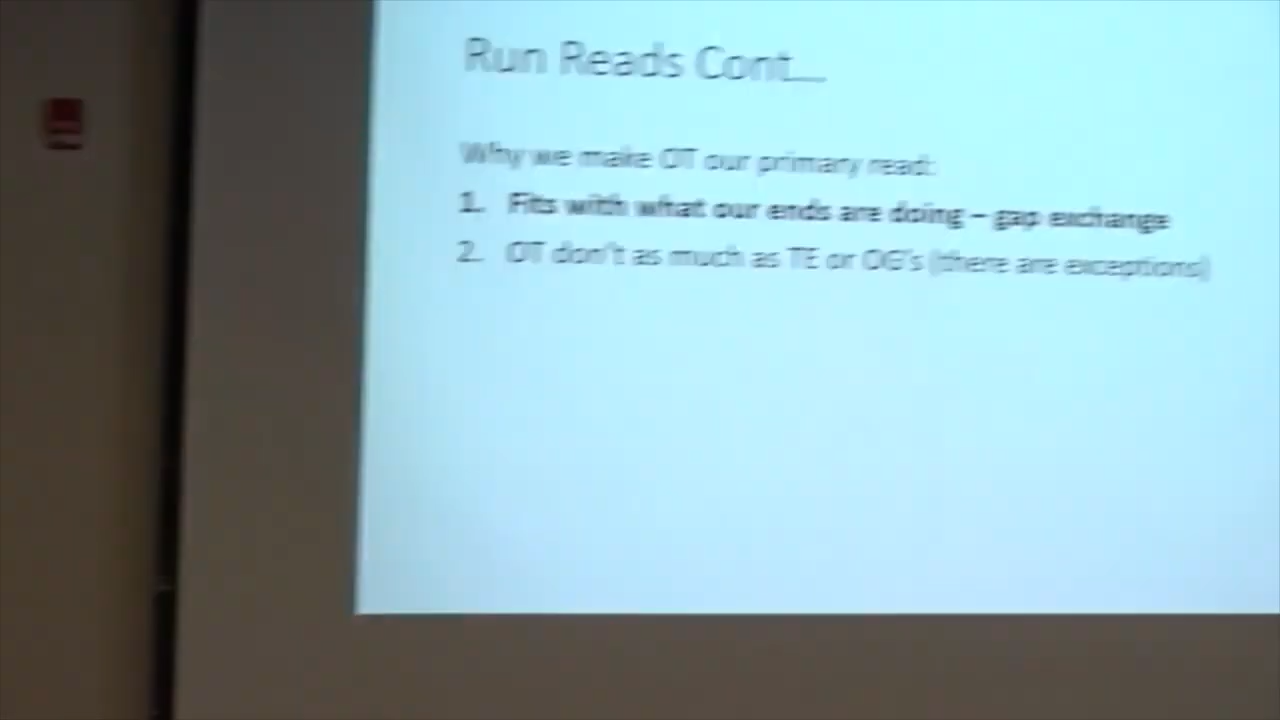 Run Reads Cont...
Why we make OT our primary read:
1. Fits with what our ends are doing – gap exchange
2. OT don't as much as TE or OG's (there are exceptions)